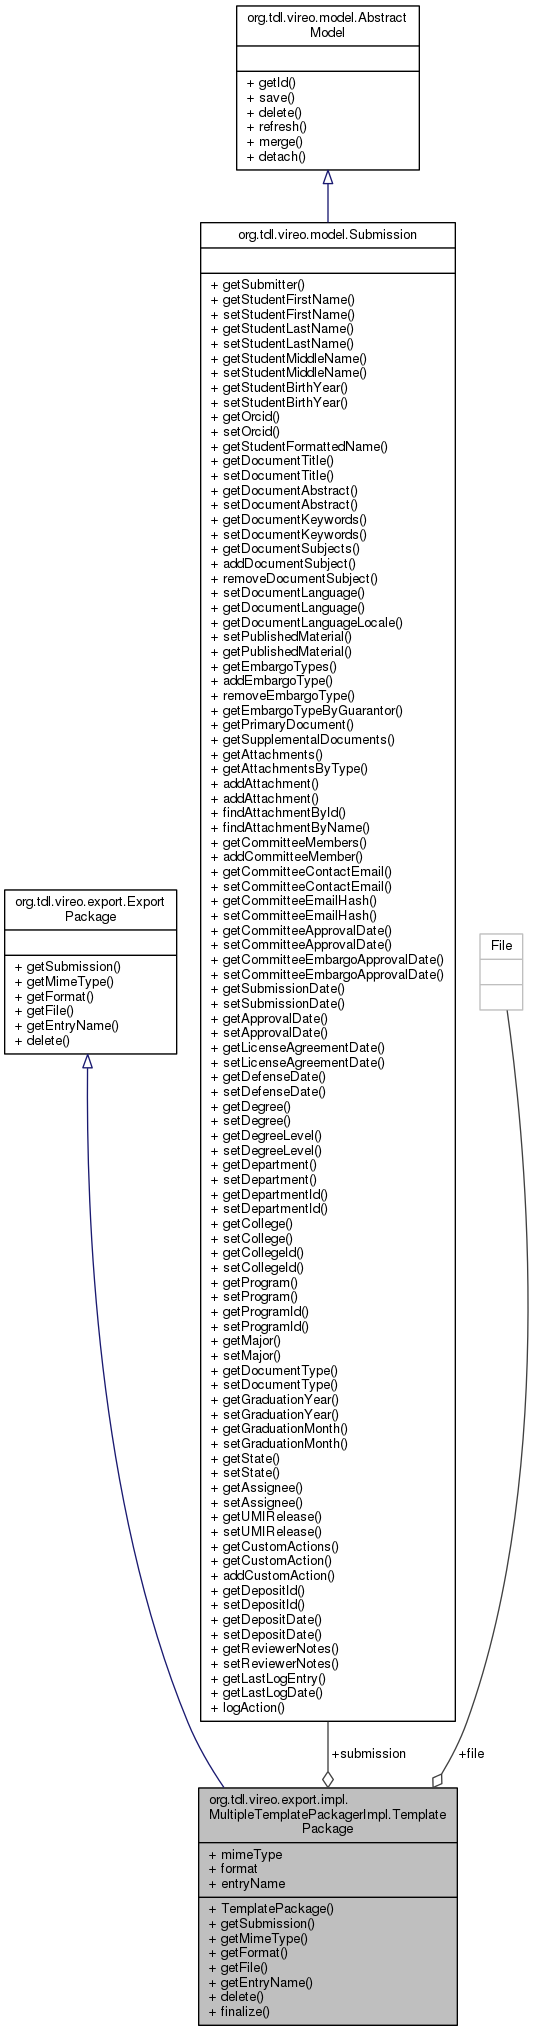 org.tdl.vireo.model.Abstract
Model
+ getId()
+ save()
+ delete()
+ refresh()
+ merge()
+ detach()
org.tdl.vireo.model.Submission
+ getSubmitter()
+ getStudentFirstName()
+ setStudentFirstName()
+ getStudentLastName()
+ setStudentLastName()
+ getStudentMiddleName()
+ setStudentMiddleName()
+ getStudentBirthYear()
+ setStudentBirthYear()
+ getOrcid()
+ setOrcid()
+ getStudentFormattedName()
+ getDocumentTitle()
+ setDocumentTitle()
+ getDocumentAbstract()
+ setDocumentAbstract()
+ getDocumentKeywords()
+ setDocumentKeywords()
+ getDocumentSubjects()
+ addDocumentSubject()
+ removeDocumentSubject()
+ setDocumentLanguage()
+ getDocumentLanguage()
+ getDocumentLanguageLocale()
+ setPublishedMaterial()
+ getPublishedMaterial()
+ getEmbargoTypes()
+ addEmbargoType()
+ removeEmbargoType()
+ getEmbargoTypeByGuarantor()
+ getPrimaryDocument()
+ getSupplementalDocuments()
+ getAttachments()
+ getAttachmentsByType()
+ addAttachment()
+ addAttachment()
+ findAttachmentById()
+ findAttachmentByName()
+ getCommitteeMembers()
+ addCommitteeMember()
+ getCommitteeContactEmail()
+ setCommitteeContactEmail()
+ getCommitteeEmailHash()
+ setCommitteeEmailHash()
+ getCommitteeApprovalDate()
+ setCommitteeApprovalDate()
+ getCommitteeEmbargoApprovalDate()
+ setCommitteeEmbargoApprovalDate()
+ getSubmissionDate()
+ setSubmissionDate()
+ getApprovalDate()
+ setApprovalDate()
+ getLicenseAgreementDate()
+ setLicenseAgreementDate()
+ getDefenseDate()
+ setDefenseDate()
+ getDegree()
+ setDegree()
+ getDegreeLevel()
+ setDegreeLevel()
+ getDepartment()
+ setDepartment()
+ getDepartmentId()
+ setDepartmentId()
+ getCollege()
+ setCollege()
+ getCollegeId()
+ setCollegeId()
+ getProgram()
+ setProgram()
+ getProgramId()
+ setProgramId()
+ getMajor()
+ setMajor()
+ getDocumentType()
+ setDocumentType()
+ getGraduationYear()
+ setGraduationYear()
+ getGraduationMonth()
+ setGraduationMonth()
+ getState()
+ setState()
+ getAssignee()
+ setAssignee()
+ getUMIRelease()
+ setUMIRelease()
+ getCustomActions()
+ getCustomAction()
+ addCustomAction()
+ getDepositId()
+ setDepositId()
+ getDepositDate()
+ setDepositDate()
+ getReviewerNotes()
+ setReviewerNotes()
+ getLastLogEntry()
+ getLastLogDate()
+ logAction()
org.tdl.vireo.export.Export
Package
+ getSubmission()
+ getMimeType()
+ getFormat()
+ getFile()
+ getEntryName()
+ delete()
File
+submission
+file
org.tdl.vireo.export.impl.
MultipleTemplatePackagerImpl.Template
Package
+ mimeType
+ format
+ entryName
+ TemplatePackage()
+ getSubmission()
+ getMimeType()
+ getFormat()
+ getFile()
+ getEntryName()
+ delete()
+ finalize()